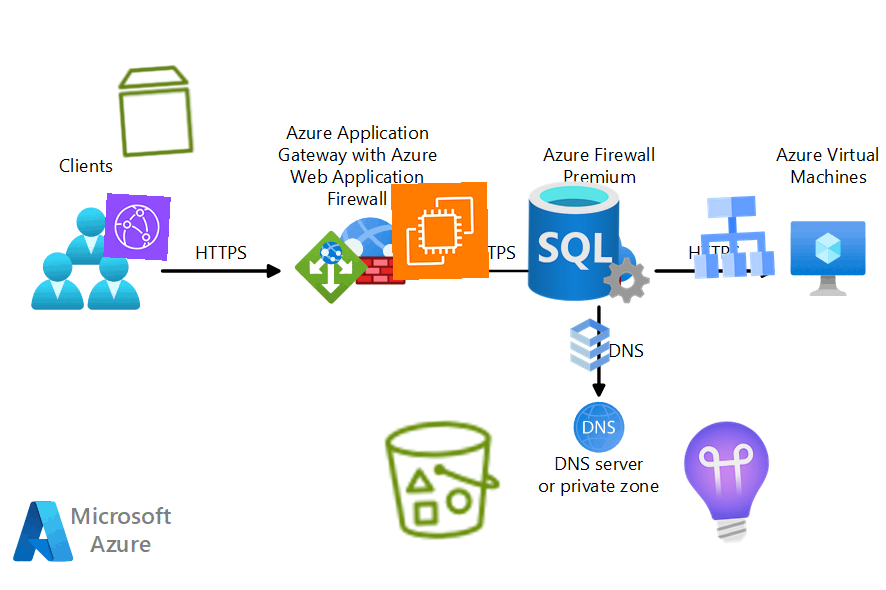 Clients
HTTPS
Azure Application
Gateway with Azure
Web Application
Firewall
PS
Azure Firewall
Premium
SQL
HTTPS
Azure Virtual
Machines
DNS
DNS
DNS server
or private zone
Microsoft
Azure